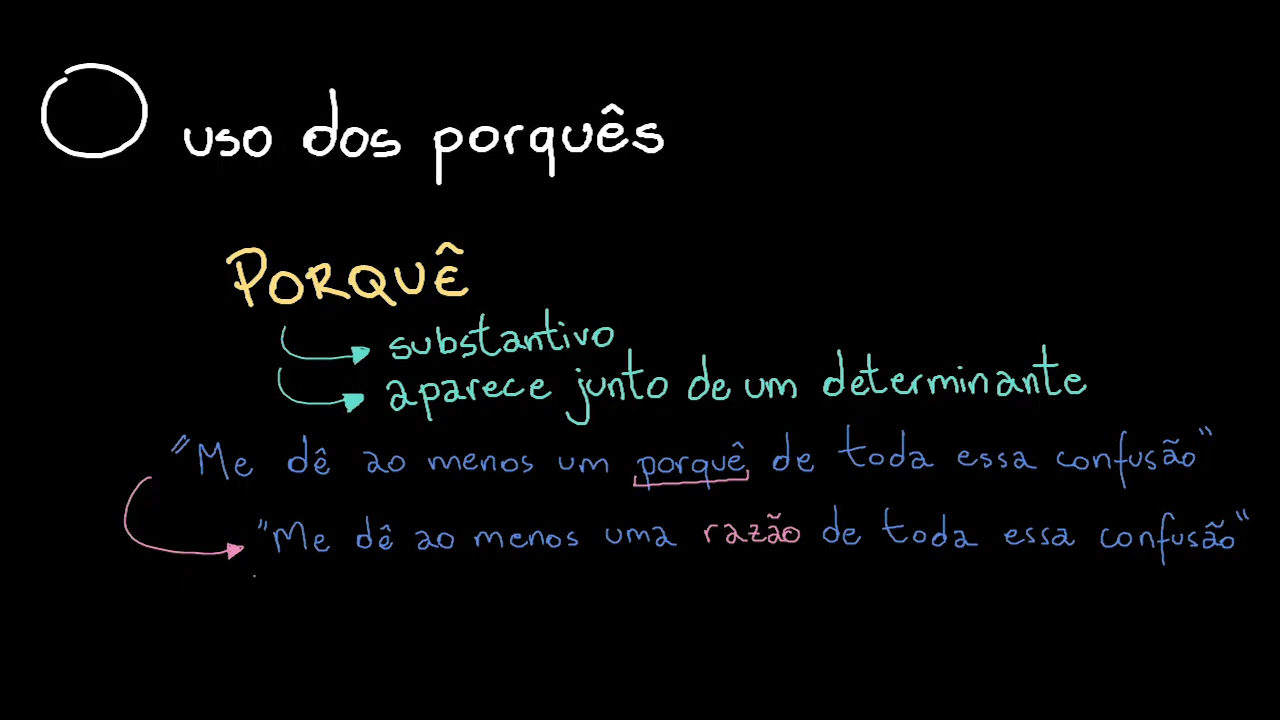 O uso dos porquês
PORQUÊ
substantivo
aparece junto de um determinante
"Me dê ao menos um porquê de toda essa confusão"
"Me dê ao menos uma razão de toda essa confusão"